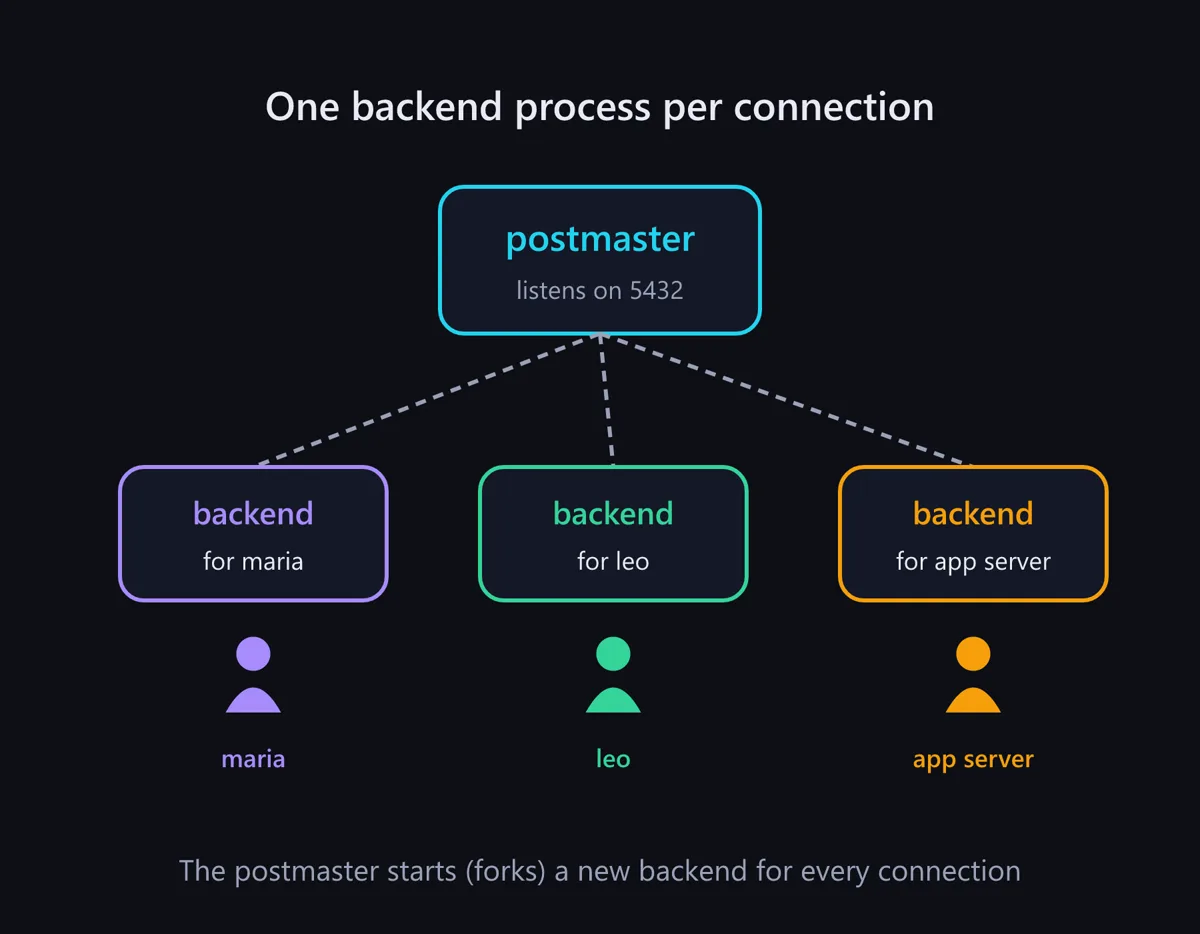 One backend process per connection
postmaster
listens on 5432
backend
for maria
backend
for leo
backend
for app server
maria
leo
app server
The postmaster starts (forks) a new backend for every connection